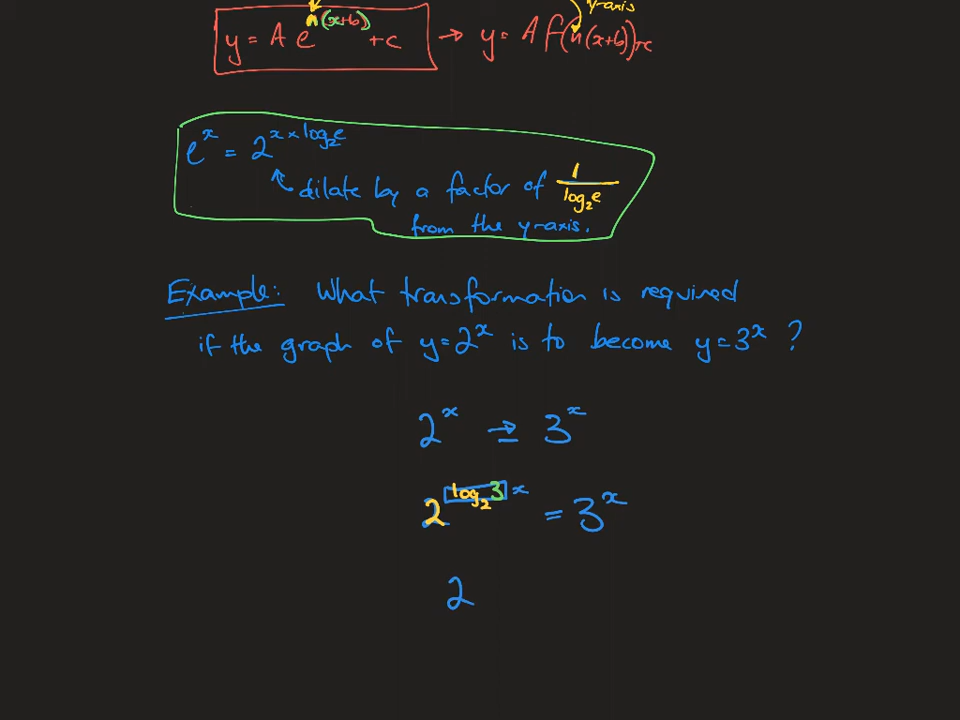 y-axis
y = A e^n(x+b) + c → y = A f(n(x+b))+c
e^x = 2^x × log₂e
dilate by a factor of 1/log₂e
from the y-axis.
Example: What transformation is required
if the graph of y=2^x is to become y=3^x ?
2^x → 3^x
2^log₂3 x = 3^x
2